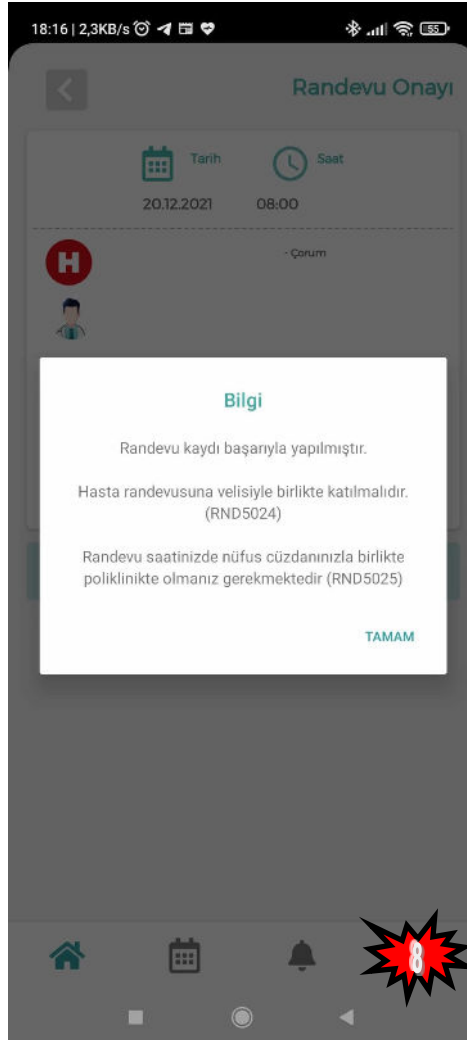 18:16 | 2,3KB/s
55
Randevu Onayı
Tarih
Saat
20.12.2021
08:00
H
- Çorum
Bilgi
Randevu kaydı başarıyla yapılmıştır.
Hasta randevusuna velisiyle birlikte katılmalıdır.
(RND5024)
Randevu saatinizde nüfus cüzdanınızla birlikte
poliklinikte olmanız gerekmektedir (RND5025)
TAMAM
8